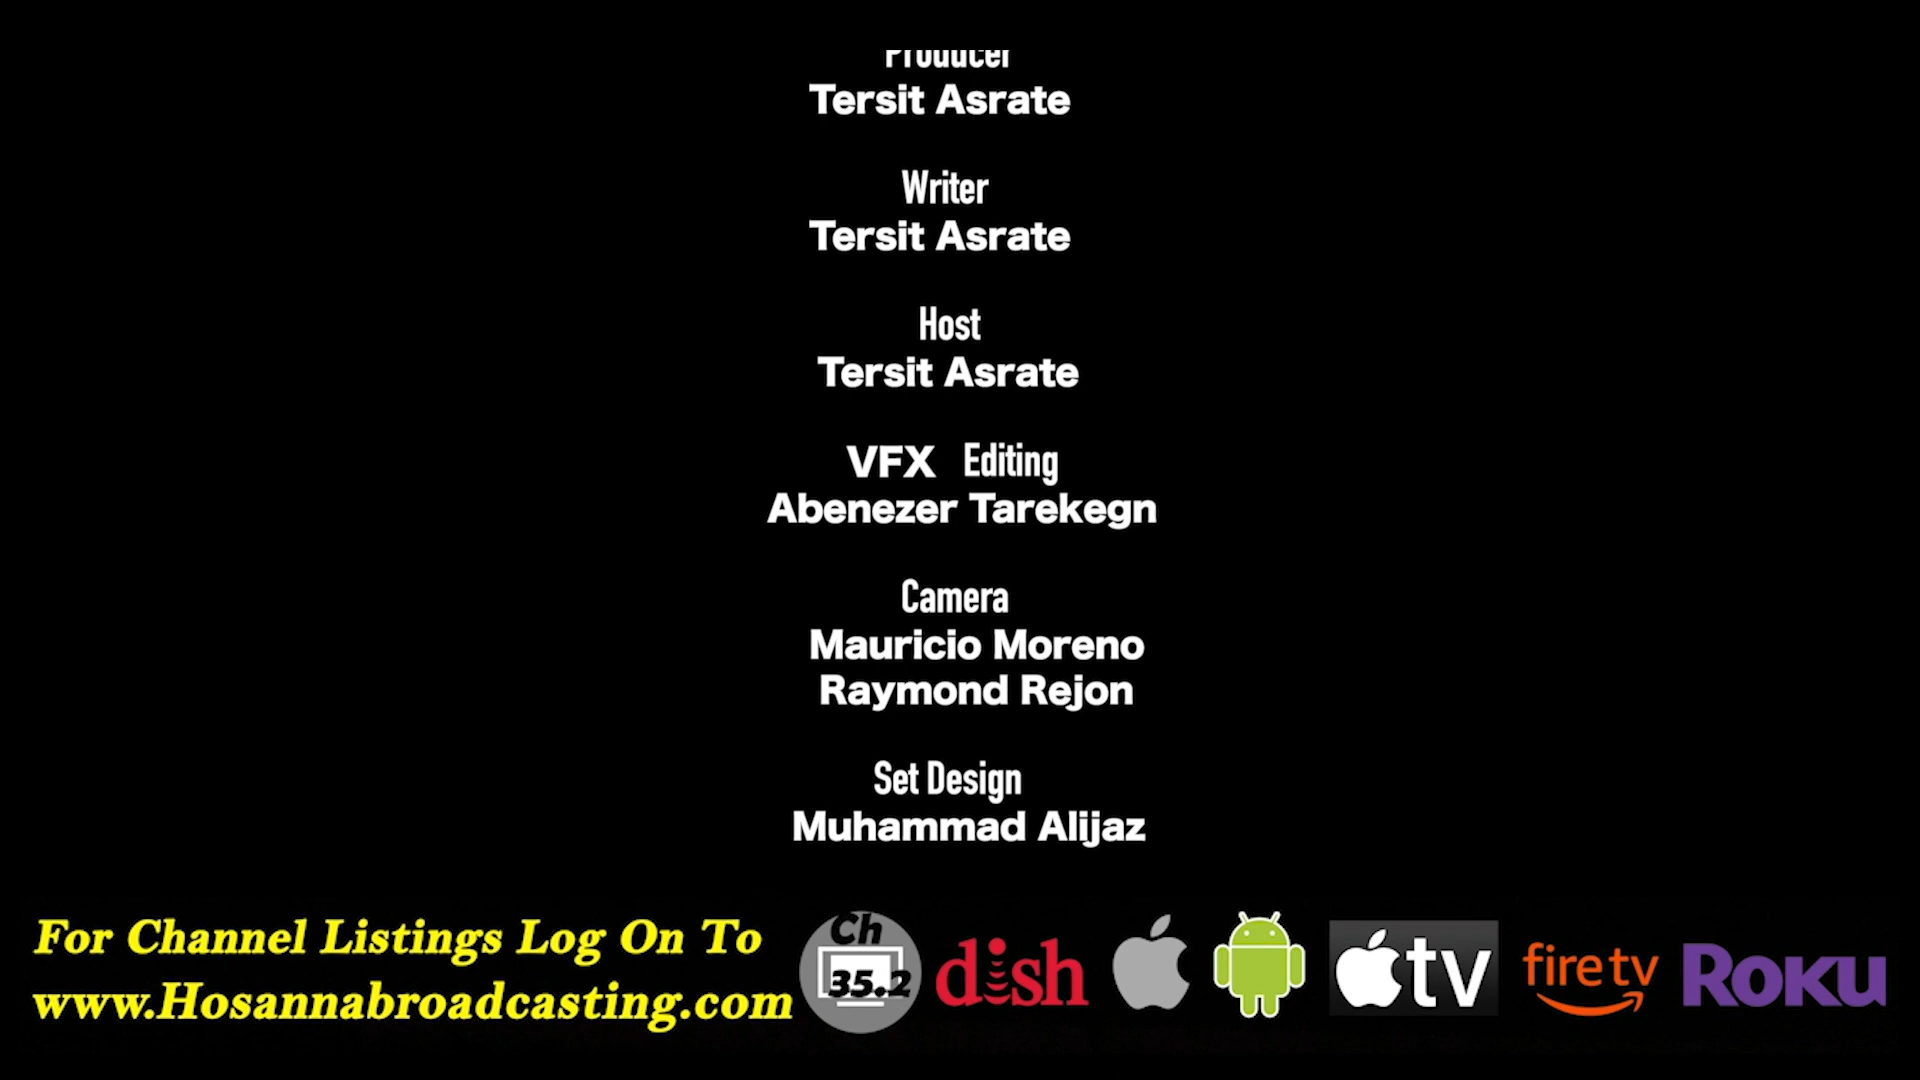 Producer
Tersit Asrate
Writer
Tersit Asrate
Host
Tersit Asrate
VFX Editing
Abenezer Tarekegn
Camera
Mauricio Moreno
Raymond Rejon
Set Design
Muhammad Alijaz
For Channel Listings Log On To
www.Hosannabroadcasting.com
Ch
35.2
dish
tv
fire tv
ROKU